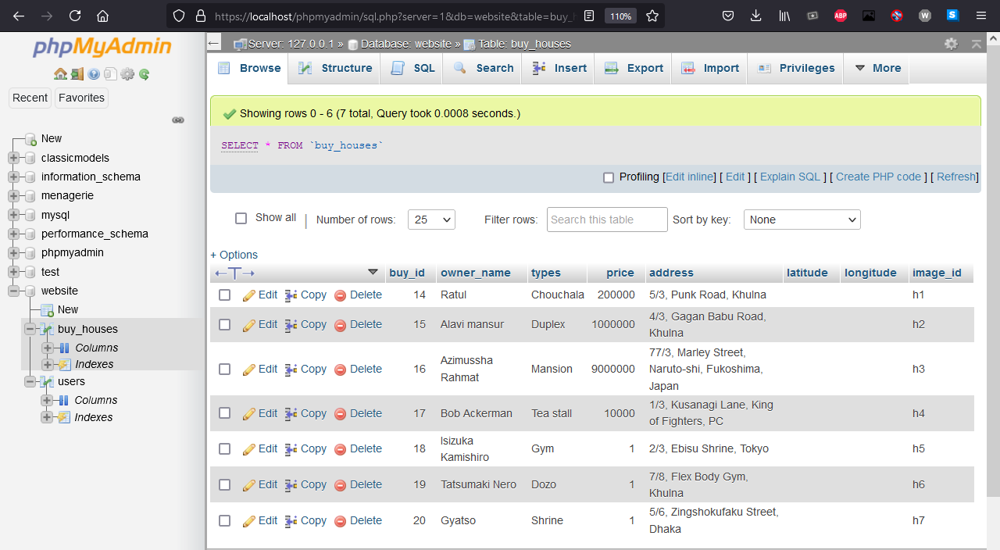 https://localhost/phpmyadmin/sql.php?server=1&db=website&table=buy_
110%
ABP
W
S
phpMyAdmin
Recent Favorites
New
classicmodels
information_schema
menagerie
mysql
performance_schema
phpmyadmin
test
website
New
buy_houses
Columns
Indexes
users
Columns
Indexes
Server: 127.0.0.1 » Database: website » Table: buy_houses
Browse Structure SQL Search Insert Export Import Privileges More
Showing rows 0 - 6 (7 total, Query took 0.0008 seconds.)
SELECT * FROM `buy_houses`
Profiling [Edit inline] [ Edit ] [ Explain SQL ] [ Create PHP code ] [ Refresh]
Show all | Number of rows: 25 Filter rows: Search this table Sort by key: None
+ Options
←T→ buy_id owner_name types price address latitude longitude image_id
Edit Copy Delete 14 Ratul Chouchala 200000 5/3, Punk Road, Khulna h1
Edit Copy Delete 15 Alavi mansur Duplex 1000000 4/3, Gagan Babu Road, h2
Khulna
Edit Copy Delete 16 Azimussha Mansion 9000000 77/3, Marley Street, h3
Rahmat Naruto-shi, Fukoshima,
Japan
Edit Copy Delete 17 Bob Ackerman Tea stall 10000 1/3, Kusanagi Lane, King h4
of Fighters, PC
Edit Copy Delete 18 Isizuka Gym 1 2/3, Ebisu Shrine, Tokyo h5
Kamishiro
Edit Copy Delete 19 Tatsumaki Nero Dozo 1 7/8, Flex Body Gym, h6
Khulna
Edit Copy Delete 20 Gyatso Shrine 1 5/6, Zingshokufaku Street, h7
Dhaka